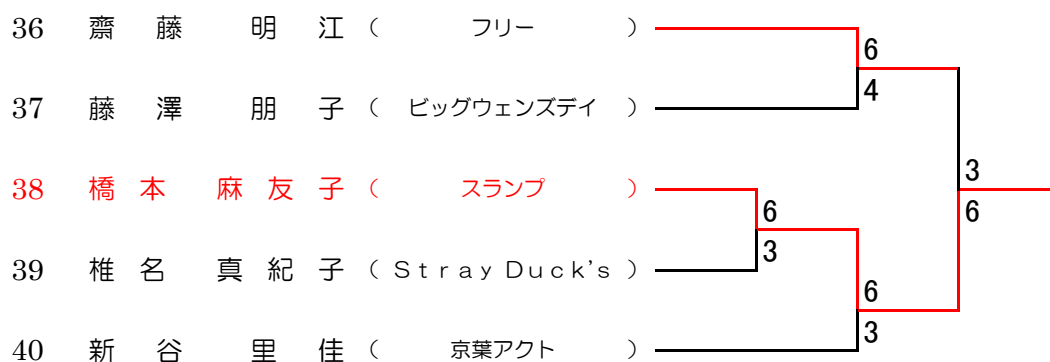 36 齋藤 明江 ( フリー )
6
37 藤澤 朋子 ( ビッグウェンズデイ )
4
3
38 橋本 麻友子 ( スランプ )
6
6
39 椎名 真紀子 ( Stray Duck's )
3
6
40 新谷 里佳 ( 京葉アクト )
3